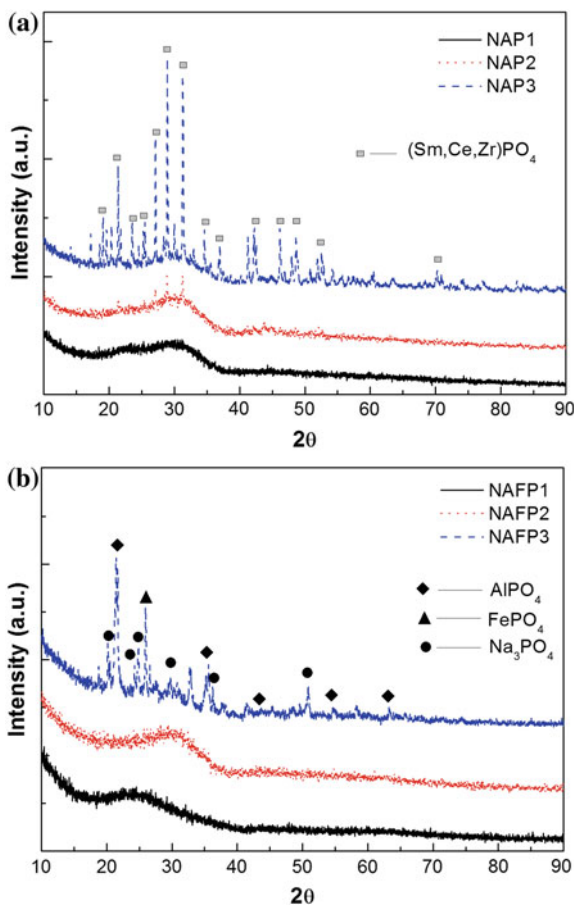 (a)
NAP1
NAP2
NAP3
(Sm,Ce,Zr)PO4
Intensity (a.u.)
10 20 30 40 50 60 70 80 90
2θ
(b)
NAFP1
NAFP2
NAFP3
AlPO4
FePO4
Na3PO4
Intensity (a.u.)
10 20 30 40 50 60 70 80 90
2θ